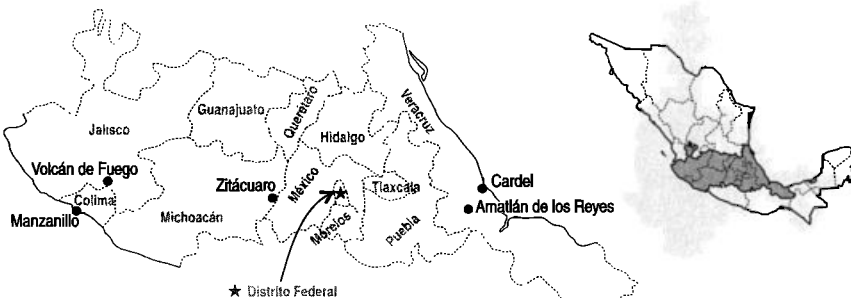 Jalisco
Guanajuato
Querétaro
Hidalgo
Veracruz
Volcán de Fuego
Colima
Manzanillo
Michoacán
Zitácuaro
México
Morelos
Tlaxcala
Puebla
Cardel
Amatlán de los Reyes
★ Distrito Federal